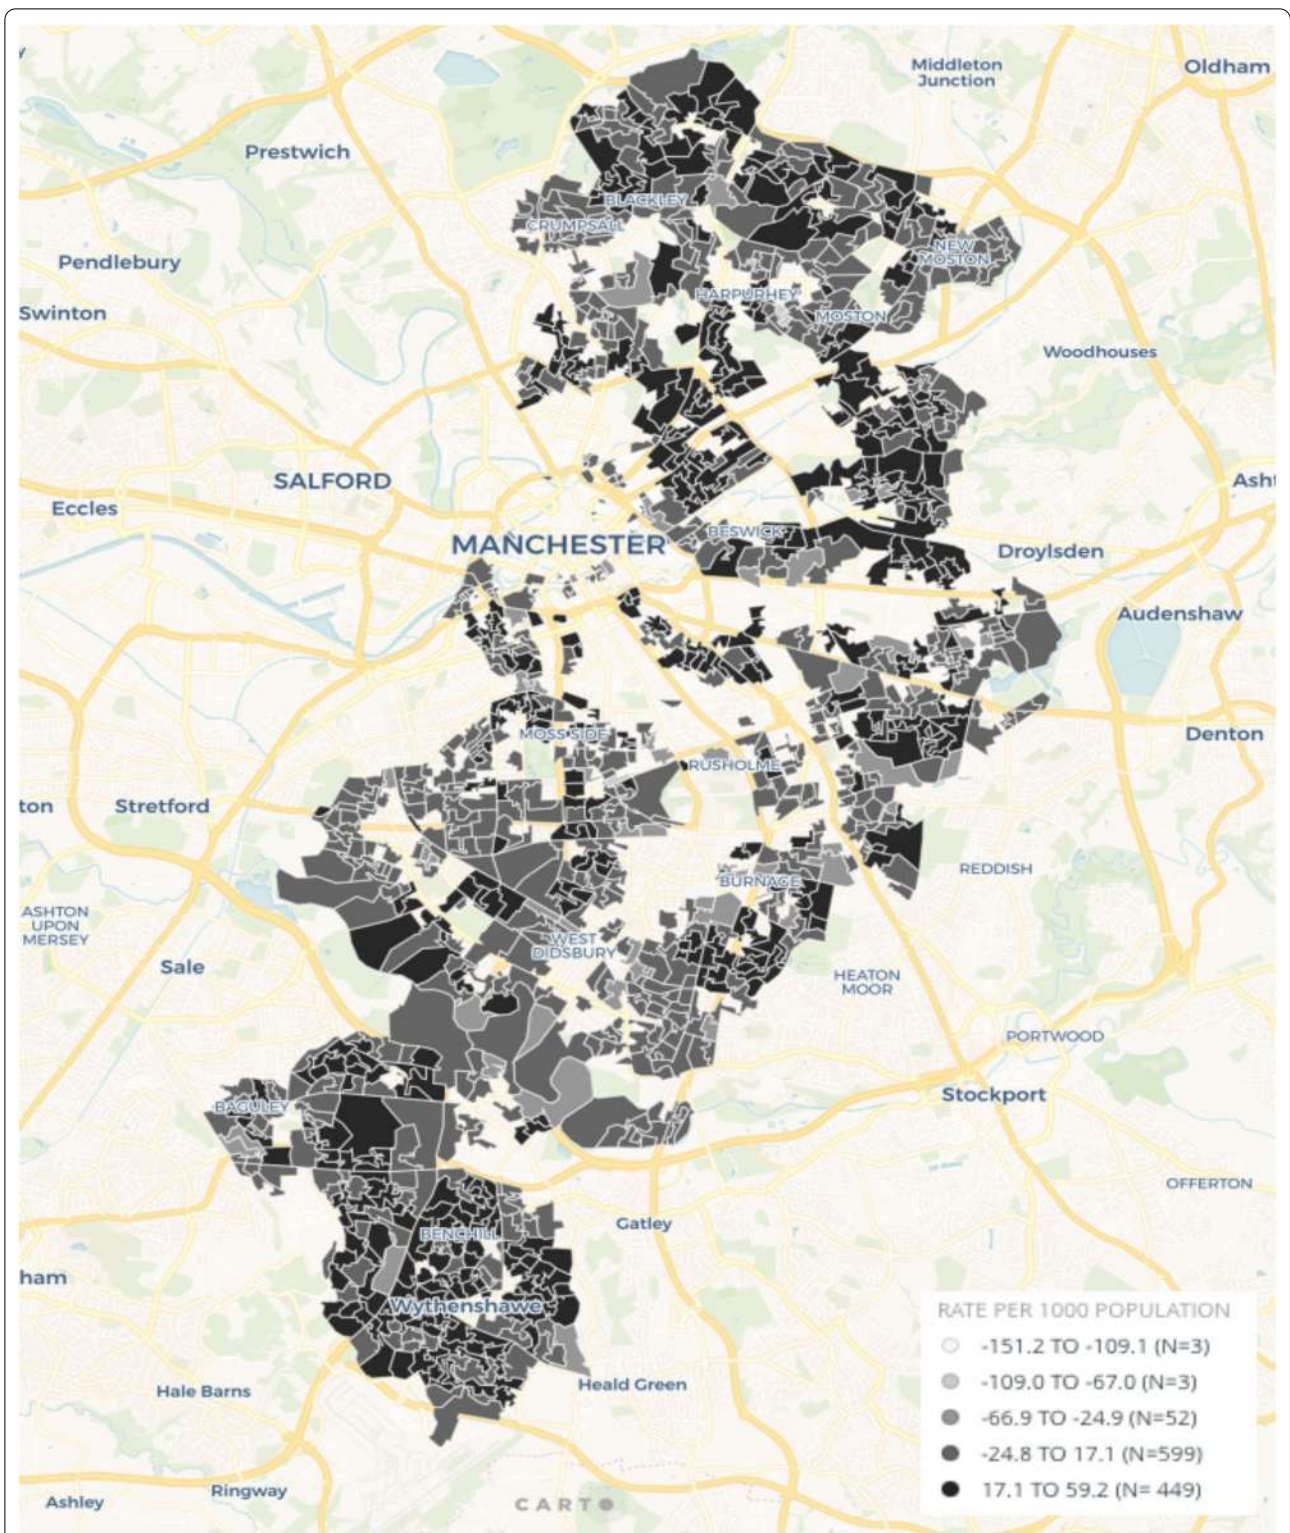 Middleton
Junction
Oldham
Prestwich
BLACKLEY
CRUMPSALL
NEW
MOSTON
Pendlebury
HARPURHEY
Swinton
MOSTON
Woodhouses
SALFORD
Asht
Eccles
BESWICK
MANCHESTER
Droylsden
Audenshaw
MOSS SIDE
Denton
RUSHOLME
ton
Stretford
REDDISH
BURNAGE
ASHTON
UPON
MERSEY
WEST
DIDSBURY
Sale
HEATON
MOOR
PORTWOOD
Stockport
BAGULEY
OFFERTON
Gatley
BENCHILL
ham
Wythenshawe
Heald Green
Hale Barns
Ringway
Ashley
CARTO
RATE PER 1000 POPULATION
-151.2 TO -109.1 (N=3)
-109.0 TO -67.0 (N=3)
-66.9 TO -24.9 (N=52)
-24.8 TO 17.1 (N=599)
17.1 TO 59.2 (N= 449)